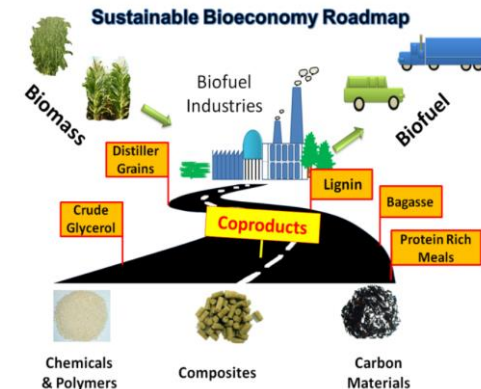 Sustainable Bioeconomy Roadmap
Biomass
Biofuel
Industries
Biofuel
Distiller
Grains
Lignin
Crude
Glycerol
Coproducts
Bagasse
Protein Rich
Meals
Chemicals
& Polymers
Composites
Carbon
Materials